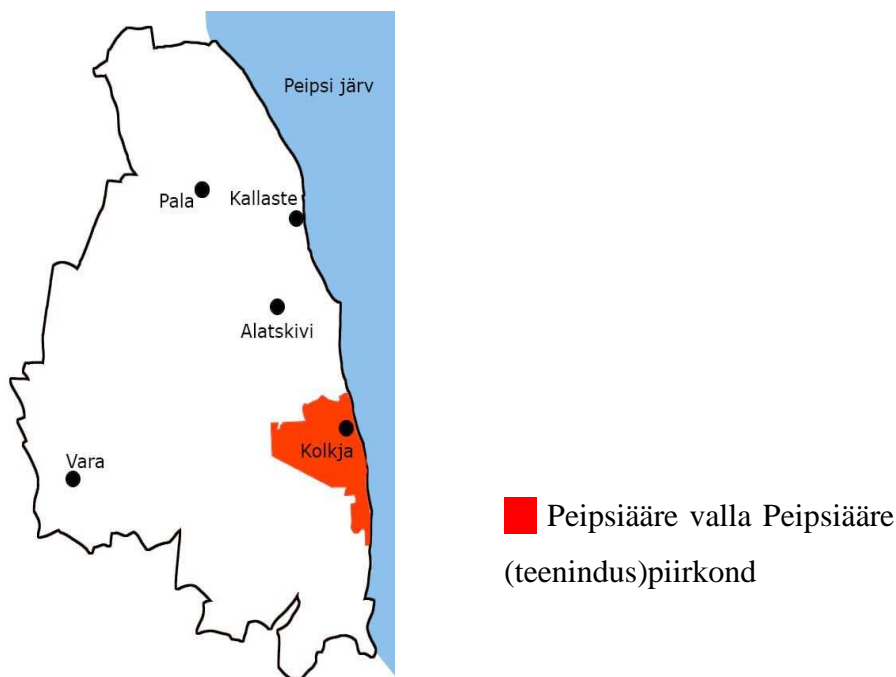 Peipsi järv
Pala
Kallaste
Alatskivi
Kolkja
Vara
Peipsiääre valla Peipsiääre
(teenindus)piirkond